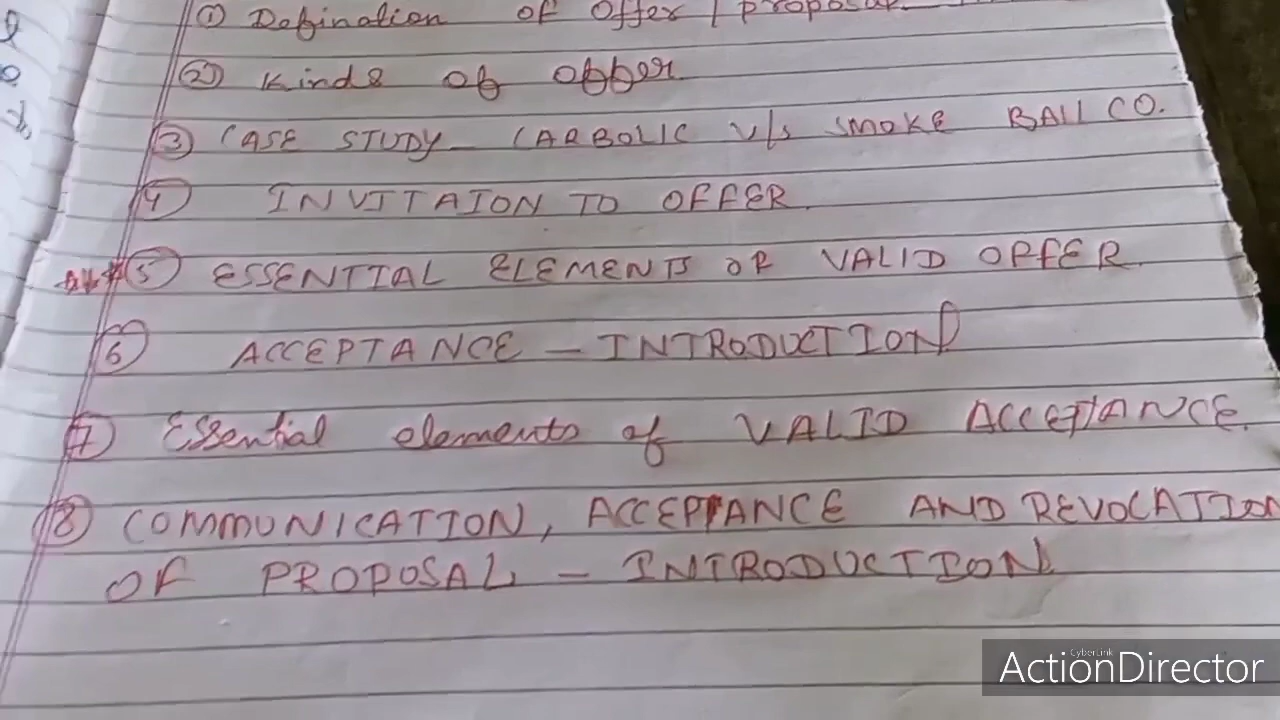 ① Defination of Offer / proposal
② Kinds of offer
③ CASE STUDY - CARBOLIC V/s SMOKE BALL CO.
④ INVITAION TO OFFER.
⑤ ESSENTIAL ELEMENTS OF VALID OFFER.
⑥ ACCEPTANCE - INTRODUCTION
⑦ Essential elements of VALID ACCEPTANCE.
⑧ COMMUNICATION, ACCEPTANCE AND REVOCATION
OF PROPOSAL - INTRODUCTION
CyberLink
ActionDirector